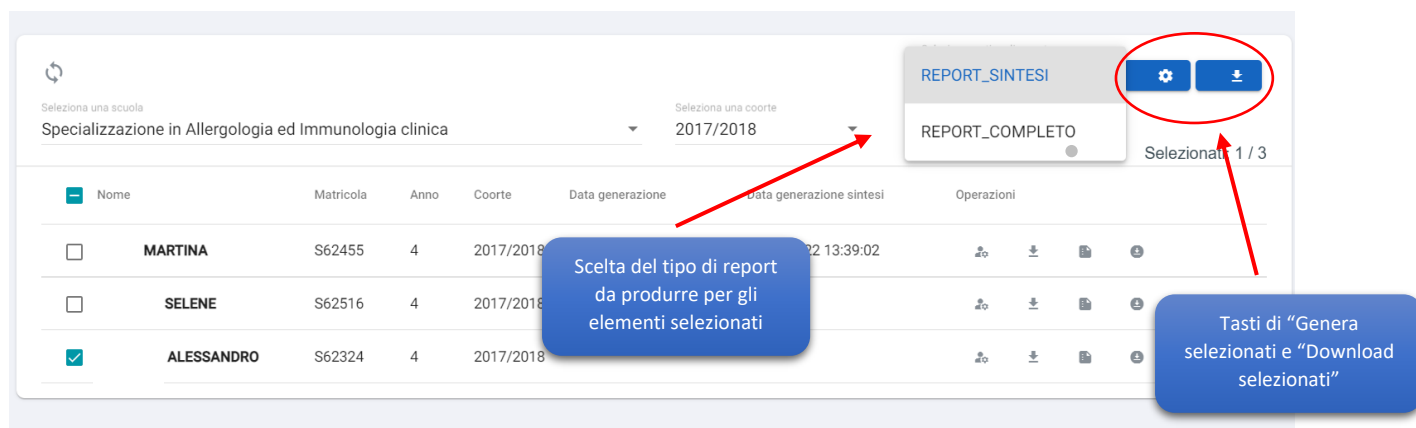 REPORT_SINTESI
Seleziona una scuola
Seleziona una coorte
Specializzazione in Allergologia ed Immunologia clinica
2017/2018
REPORT_COMPLETO
Selezionati: 1 / 3
Nome Matricola Anno Coorte Data generazione Data generazione sintesi Operazioni
MARTINA S62455 4 2017/2018 22 13:39:02
SELENE S62516 4 2017/2018
ALESSANDRO S62324 4 2017/2018
Scelta del tipo di report
da produrre per gli
elementi selezionati
Tasti di “Genera
selezionati e “Download
selezionati”